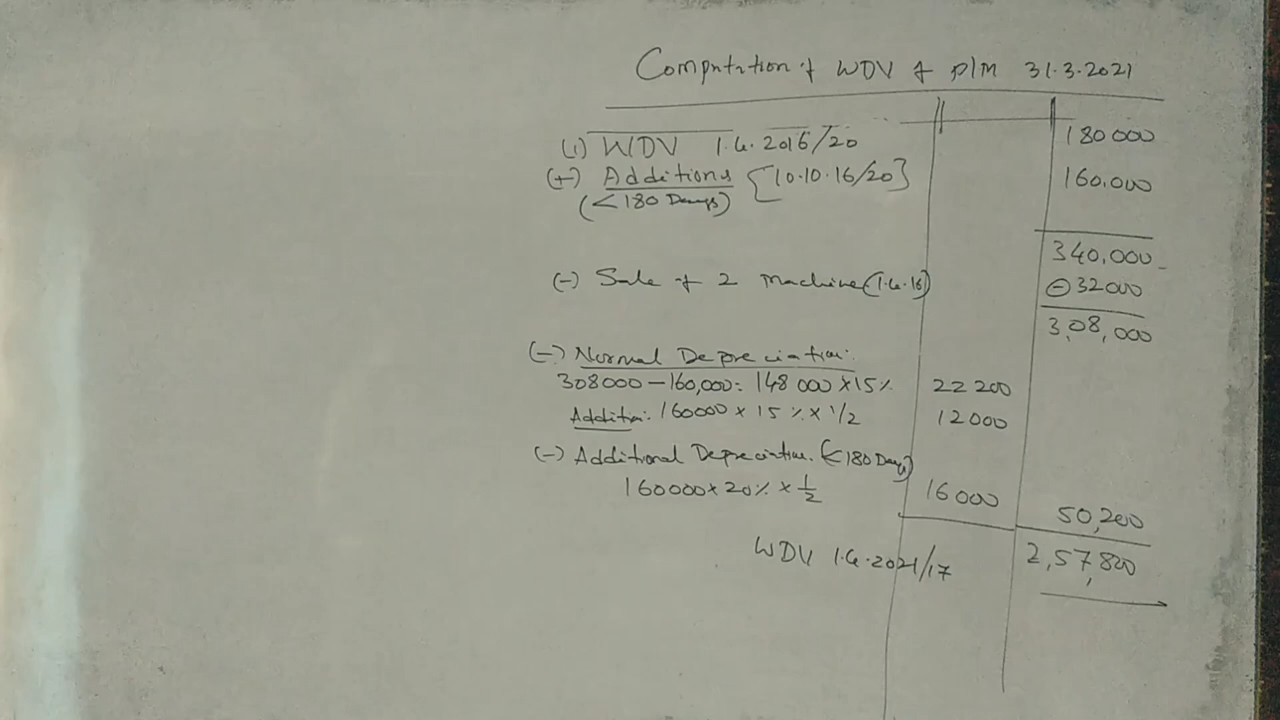 Computation of WDV of P/M 31.3.2021
(1) WDV 1.4.2016/20 180000
(+) Additions [10.10.16/20] 160,000
(<180 Days)
340,000
(-) Sale of 2 Machine (1.4.16) (-) 32000
3,08,000
(-) Normal Depreciation:
308000 - 160,000 = 148000 × 15% 22200
Addition: 160000 × 15% × 1/2 12000
(-) Additional Depreciation (<180 Days)
160000 × 20% × 1/2 16000 50,200
WDV 1.4.2021/17 2,57,800